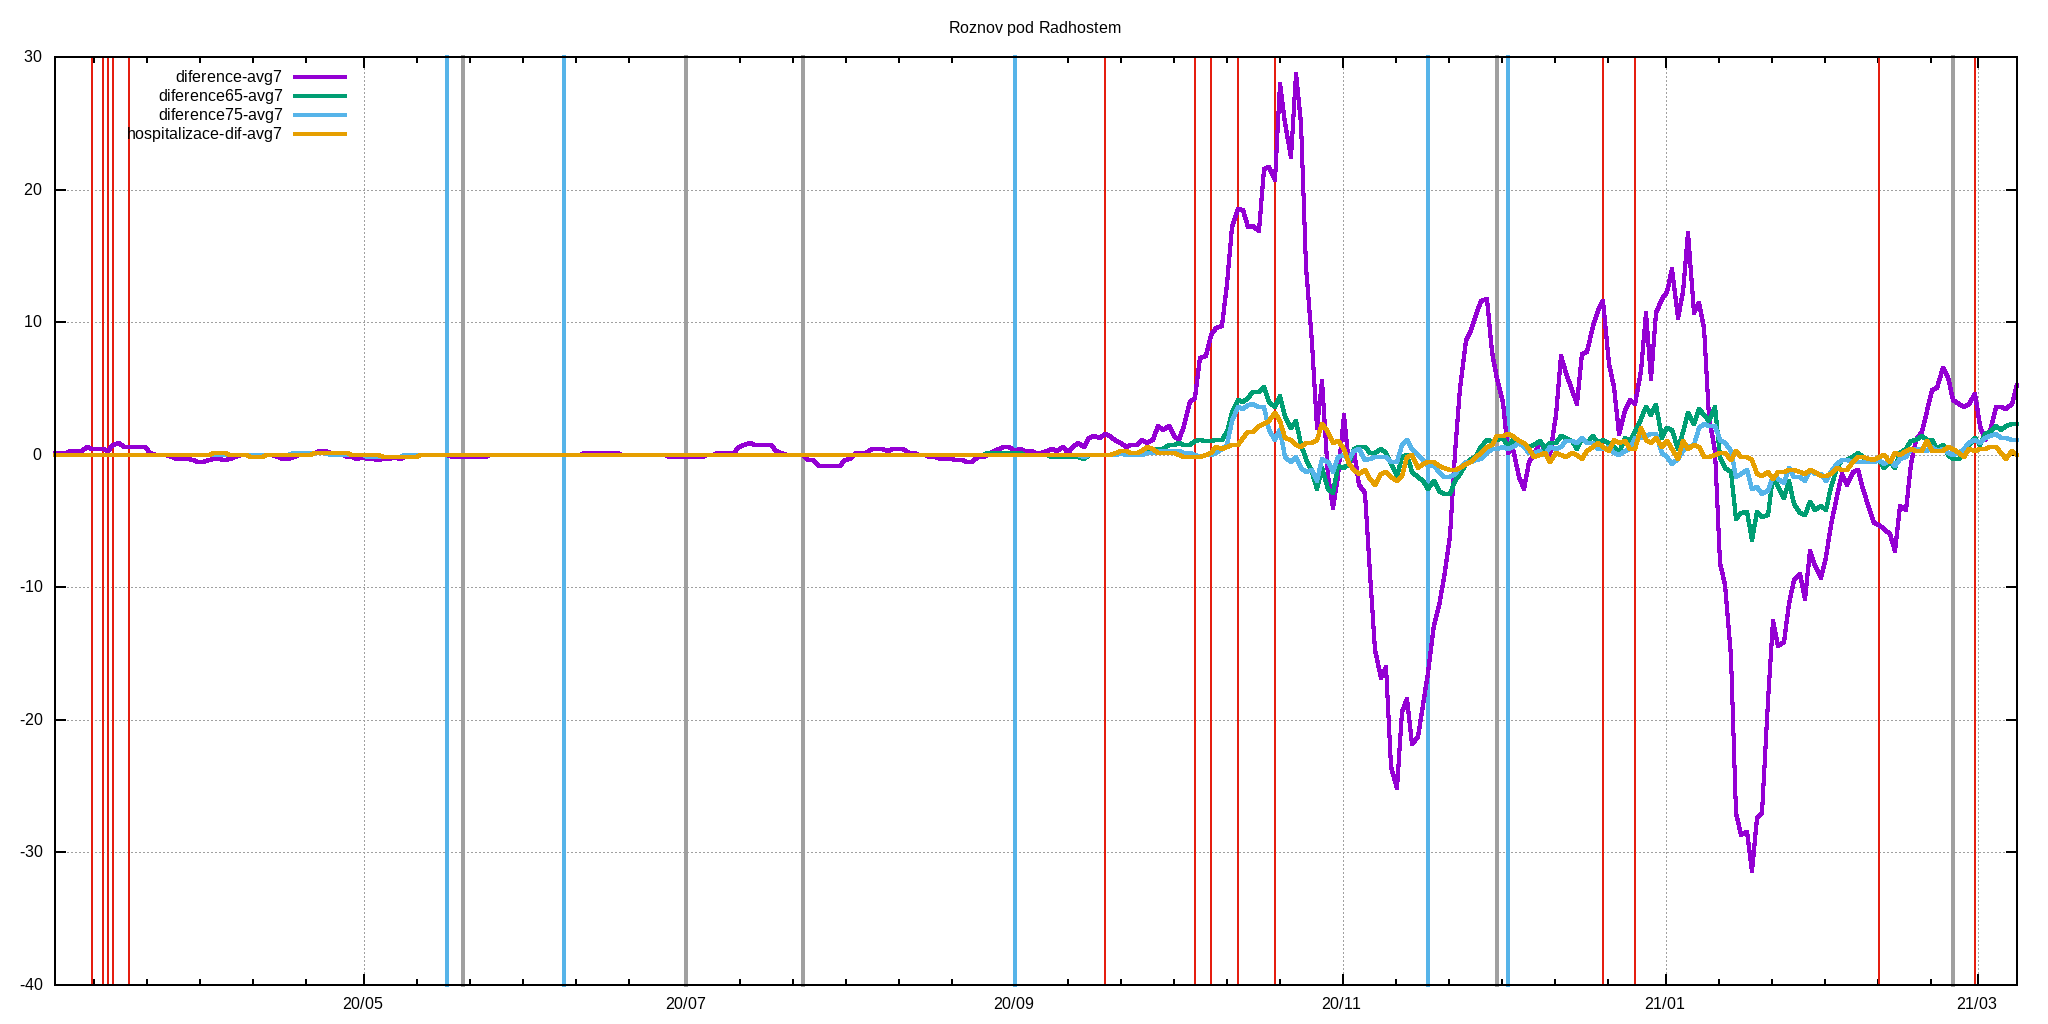 Roznov pod Radhostem
30
20
10
0
-10
-20
-30
-40
diference-avg7
diference65-avg7
diference75-avg7
hospitalizace-dif-avg7
20/05
20/07
20/09
20/11
21/01
21/03